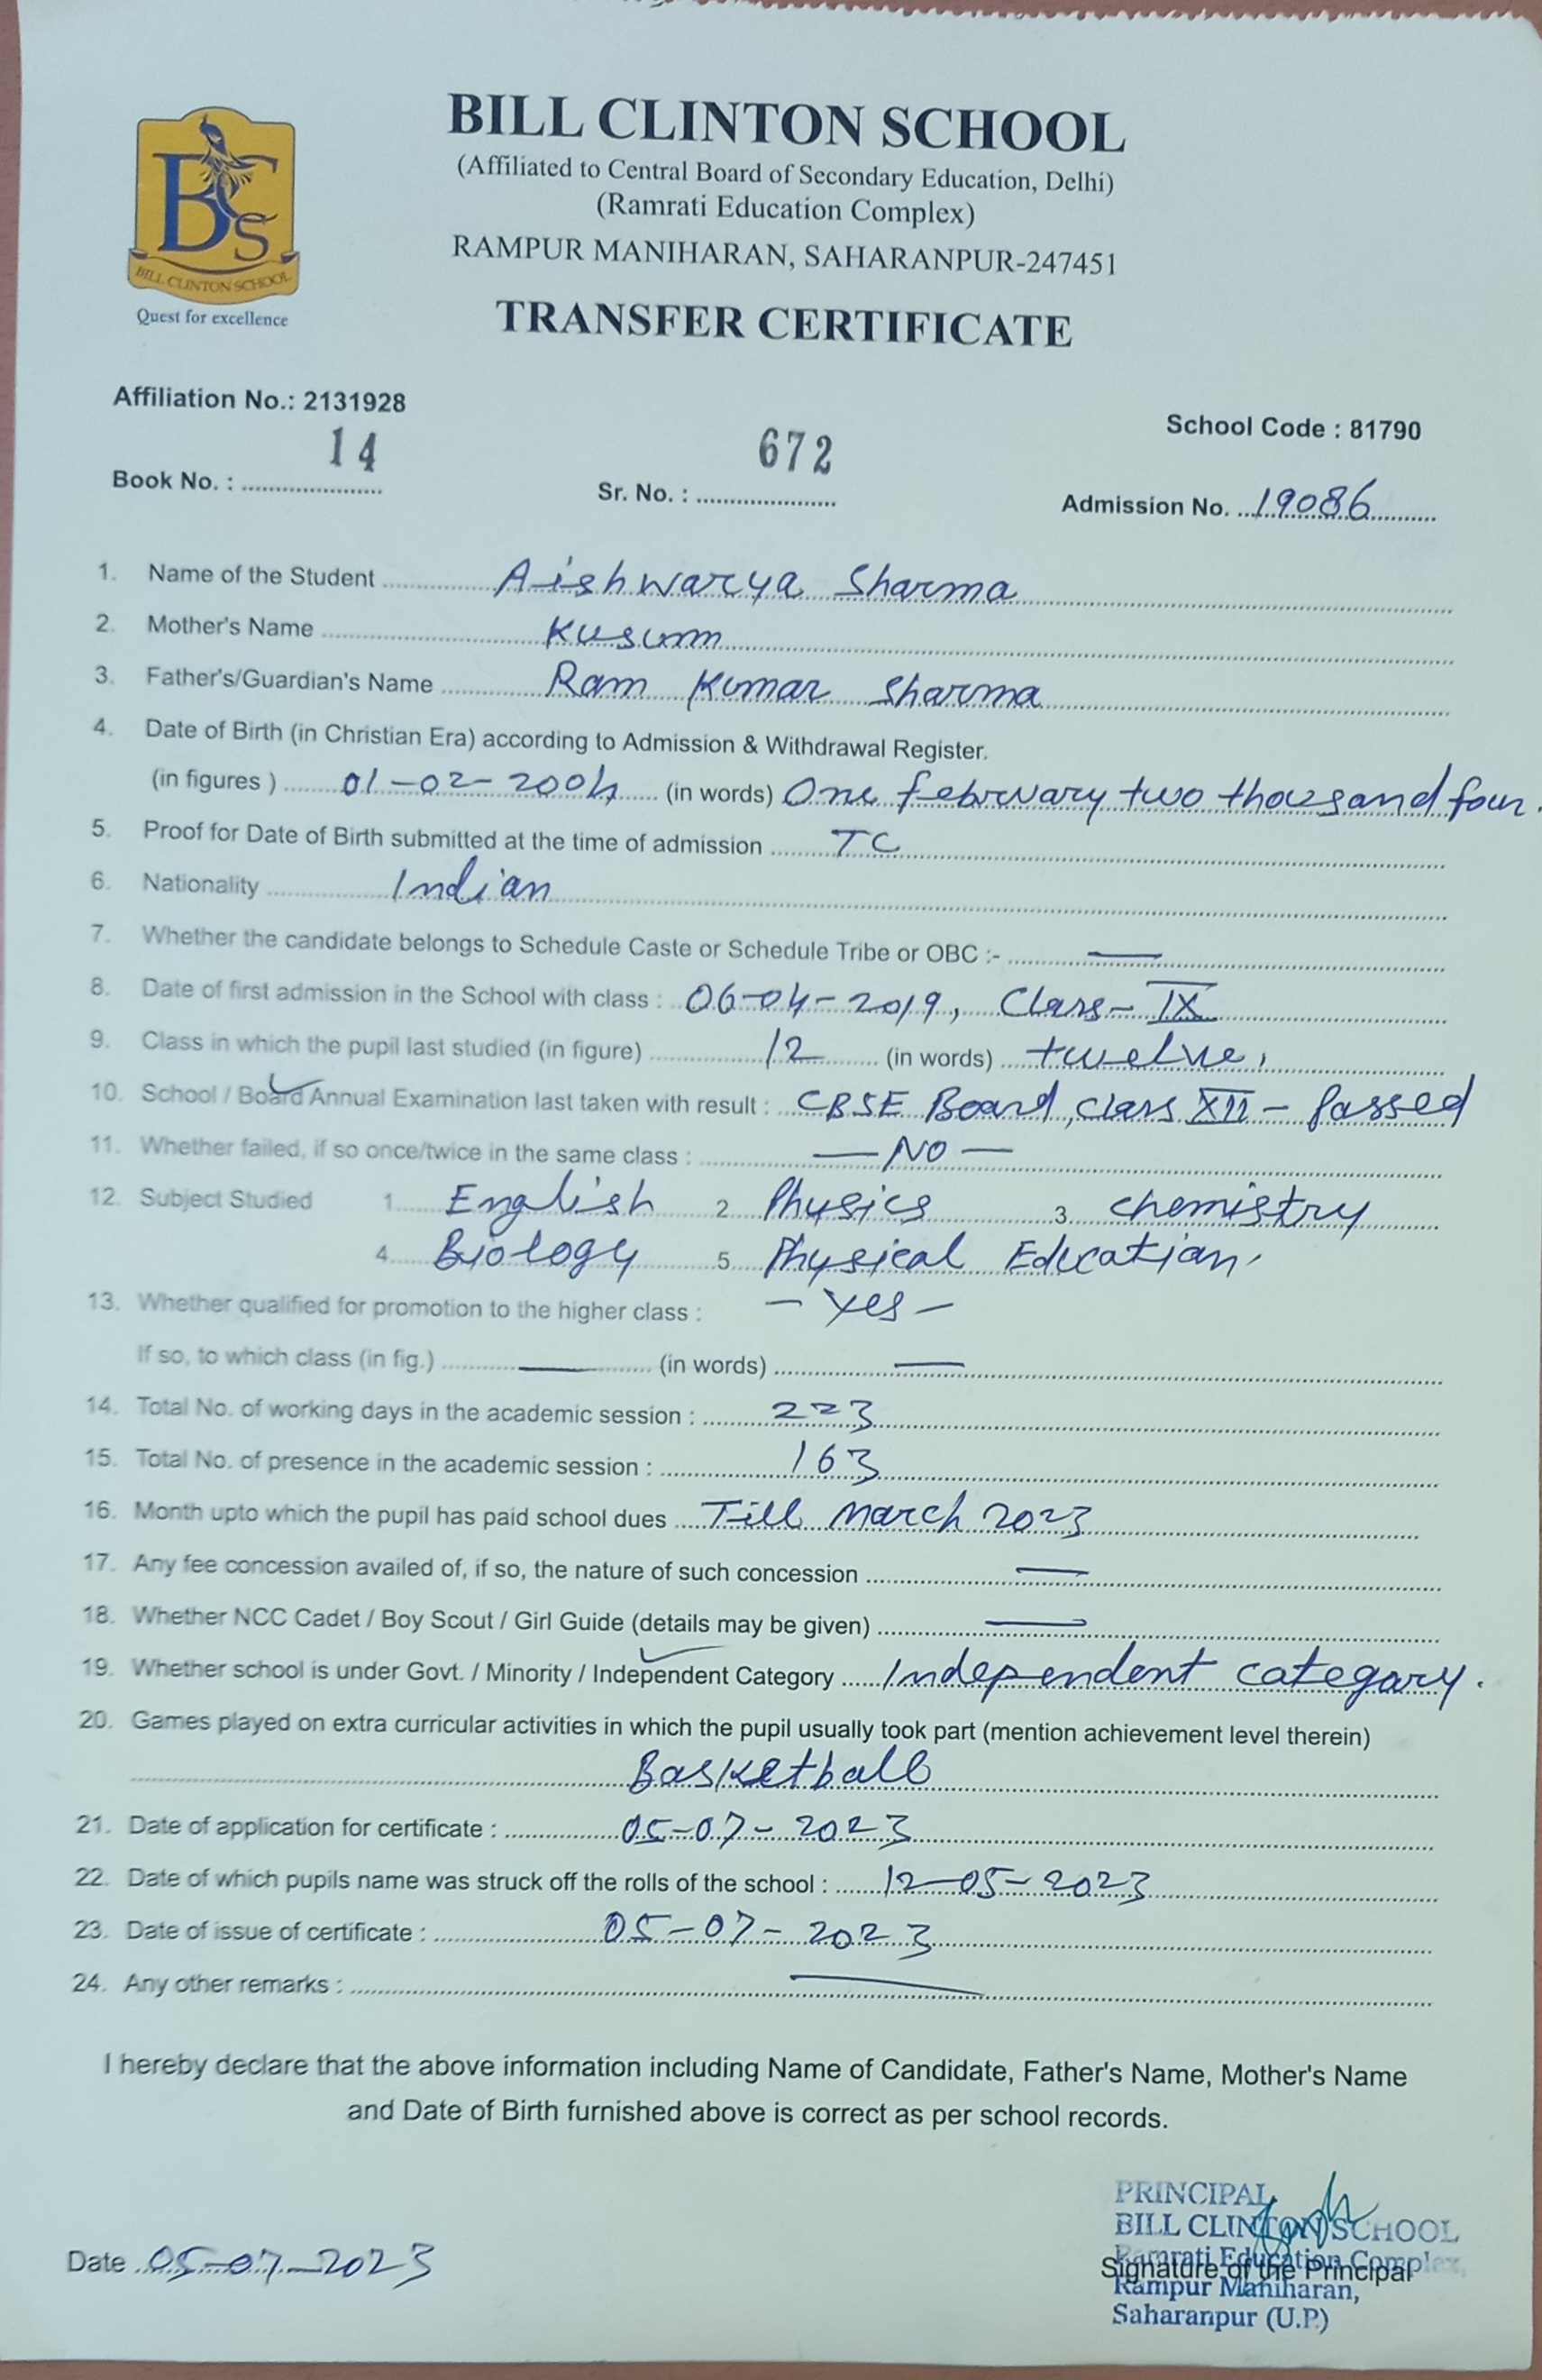 BILL CLINTON SCHOOL
(Affiliated to Central Board of Secondary Education, Delhi)
(Ramrati Education Complex)
RAMPUR MANIHARAN, SAHARANPUR-247451
BCS
BILL CLINTON SCHOOL
Quest for excellence
TRANSFER CERTIFICATE
Affiliation No.: 2131928 School Code : 81790
Book No. : 14 Sr. No. : 672 Admission No. 19086
1. Name of the Student Aishwarya Sharma
2. Mother's Name Kusum
3. Father's/Guardian's Name Ram Kumar Sharma
4. Date of Birth (in Christian Era) according to Admission & Withdrawal Register.
(in figures ) 01-02-2004 (in words) One february two thousand four.
5. Proof for Date of Birth submitted at the time of admission TC
6. Nationality Indian
7. Whether the candidate belongs to Schedule Caste or Schedule Tribe or OBC :- —
8. Date of first admission in the School with class : 06-04-2019, Class- IX
9. Class in which the pupil last studied (in figure) 12 (in words) twelve.
10. School / Board Annual Examination last taken with result : CBSE Board, class XII - Passed
11. Whether failed, if so once/twice in the same class : — NO —
12. Subject Studied 1. English 2. Physics 3. chemistry
4. Biology 5. Physical Education.
13. Whether qualified for promotion to the higher class : - Yes -
If so, to which class (in fig.) — (in words) —
14. Total No. of working days in the academic session : 223
15. Total No. of presence in the academic session : 163
16. Month upto which the pupil has paid school dues Till March 2023
17. Any fee concession availed of, if so, the nature of such concession —
18. Whether NCC Cadet / Boy Scout / Girl Guide (details may be given) —
19. Whether school is under Govt. / Minority / Independent Category Independent category.
20. Games played on extra curricular activities in which the pupil usually took part (mention achievement level therein)
Basketball
21. Date of application for certificate : 05-07-2023
22. Date of which pupils name was struck off the rolls of the school : 12-05-2023
23. Date of issue of certificate : 05-07-2023
24. Any other remarks : —
I hereby declare that the above information including Name of Candidate, Father's Name, Mother's Name
and Date of Birth furnished above is correct as per school records.
PRINCIPAL
BILL CLINTON SCHOOL
Ramrati Education Complex,
Date 05-07-2023 Signature of the Principal
Rampur Maniharan,
Saharanpur (U.P.)